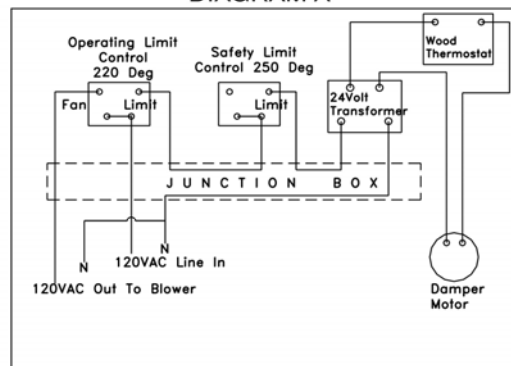 DIAGRAM A
Operating Limit
Control
220 Deg
Safety Limit
Control 250 Deg
Wood
Thermostat
Fan
Limit
Limit
24Volt
Transformer
JUNCTION BOX
N
N
120VAC Line In
120VAC Out To Blower
Damper
Motor